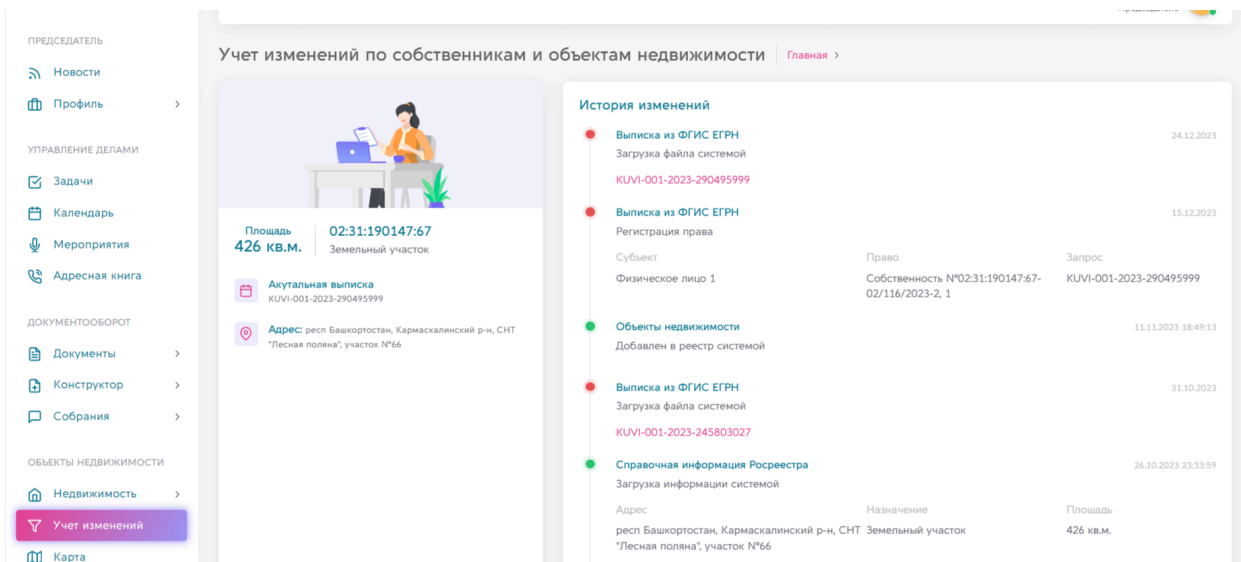 ПРЕДСЕДАТЕЛЬ
Новости
Профиль
УПРАВЛЕНИЕ ДЕЛАМИ
Задачи
Календарь
Мероприятия
Адресная книга
ДОКУМЕНТООБОРОТ
Документы
Конструктор
Собрания
ОБЪЕКТЫ НЕДВИЖИМОСТИ
Недвижимость
Учет изменений
Карта
Учет изменений по собственникам и объектам недвижимости
Главная >
Площадь
426 кв.м.
02:31:190147:67
Земельный участок
Акутальная выписка
KUVI-001-2023-290495999
Адрес: респ Башкортостан, Кармаскалинский р-н, СНТ
"Лесная поляна", участок №66
История изменений
Выписка из ФГИС ЕГРН 24.12.2023
Загрузка файла системой
KUVI-001-2023-290495999
Выписка из ФГИС ЕГРН 15.12.2023
Регистрация права
Субъект Право Запрос
Физическое лицо 1 Собственность №02:31:190147:67- KUVI-001-2023-290495999
02/116/2023-2, 1
Объекты недвижимости 11.11.2023 18:49:13
Добавлен в реестр системой
Выписка из ФГИС ЕГРН 31.10.2023
Загрузка файла системой
KUVI-001-2023-245803027
Справочная информация Росреестра 26.10.2023 23:33:59
Загрузка информации системой
Адрес Назначение Площадь
респ Башкортостан, Кармаскалинский р-н, СНТ Земельный участок 426 кв.м.
"Лесная поляна", участок №66